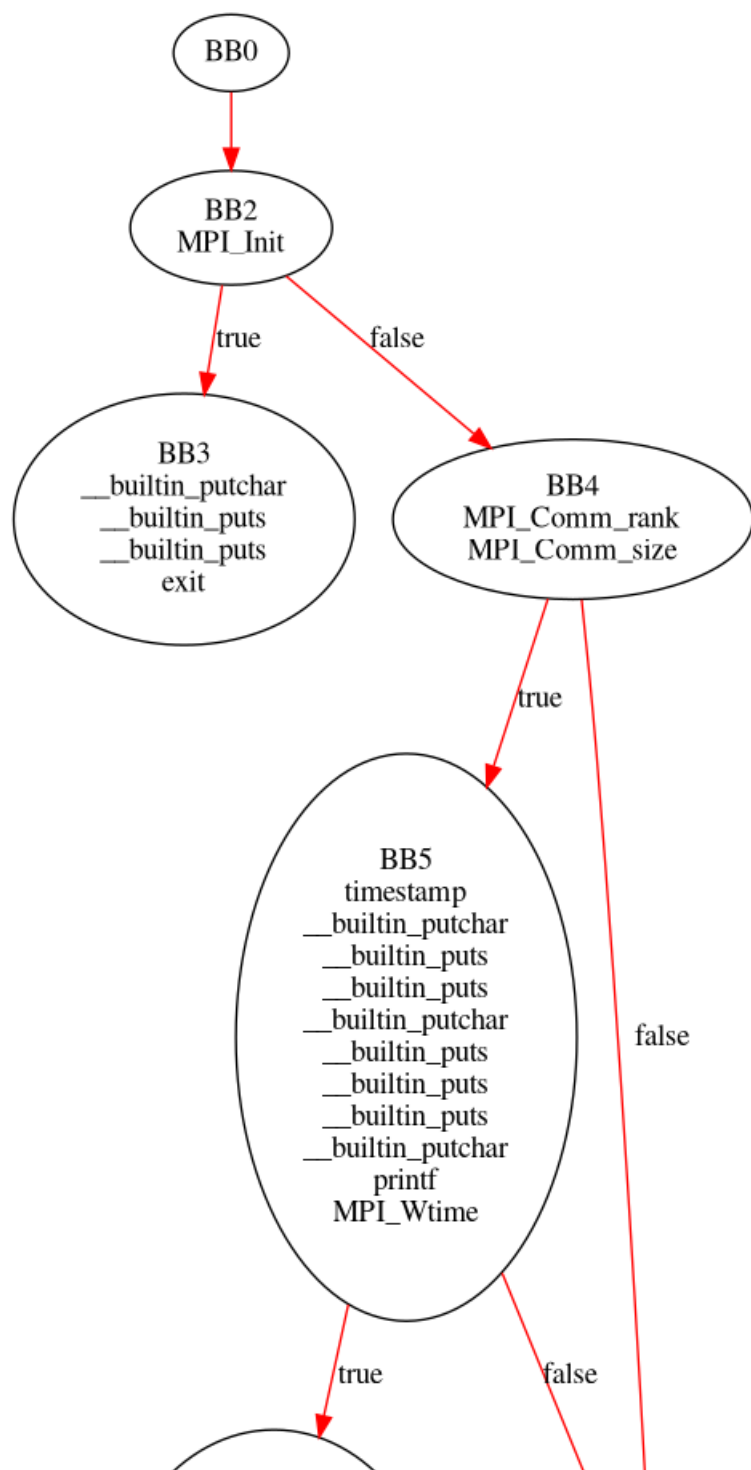 BB0
BB2
MPI_Init
true
false
BB3
__builtin_putchar
__builtin_puts
__builtin_puts
exit
BB4
MPI_Comm_rank
MPI_Comm_size
true
false
BB5
timestamp
__builtin_putchar
__builtin_puts
__builtin_puts
__builtin_putchar
__builtin_puts
__builtin_puts
__builtin_puts
__builtin_putchar
printf
MPI_Wtime
true
false